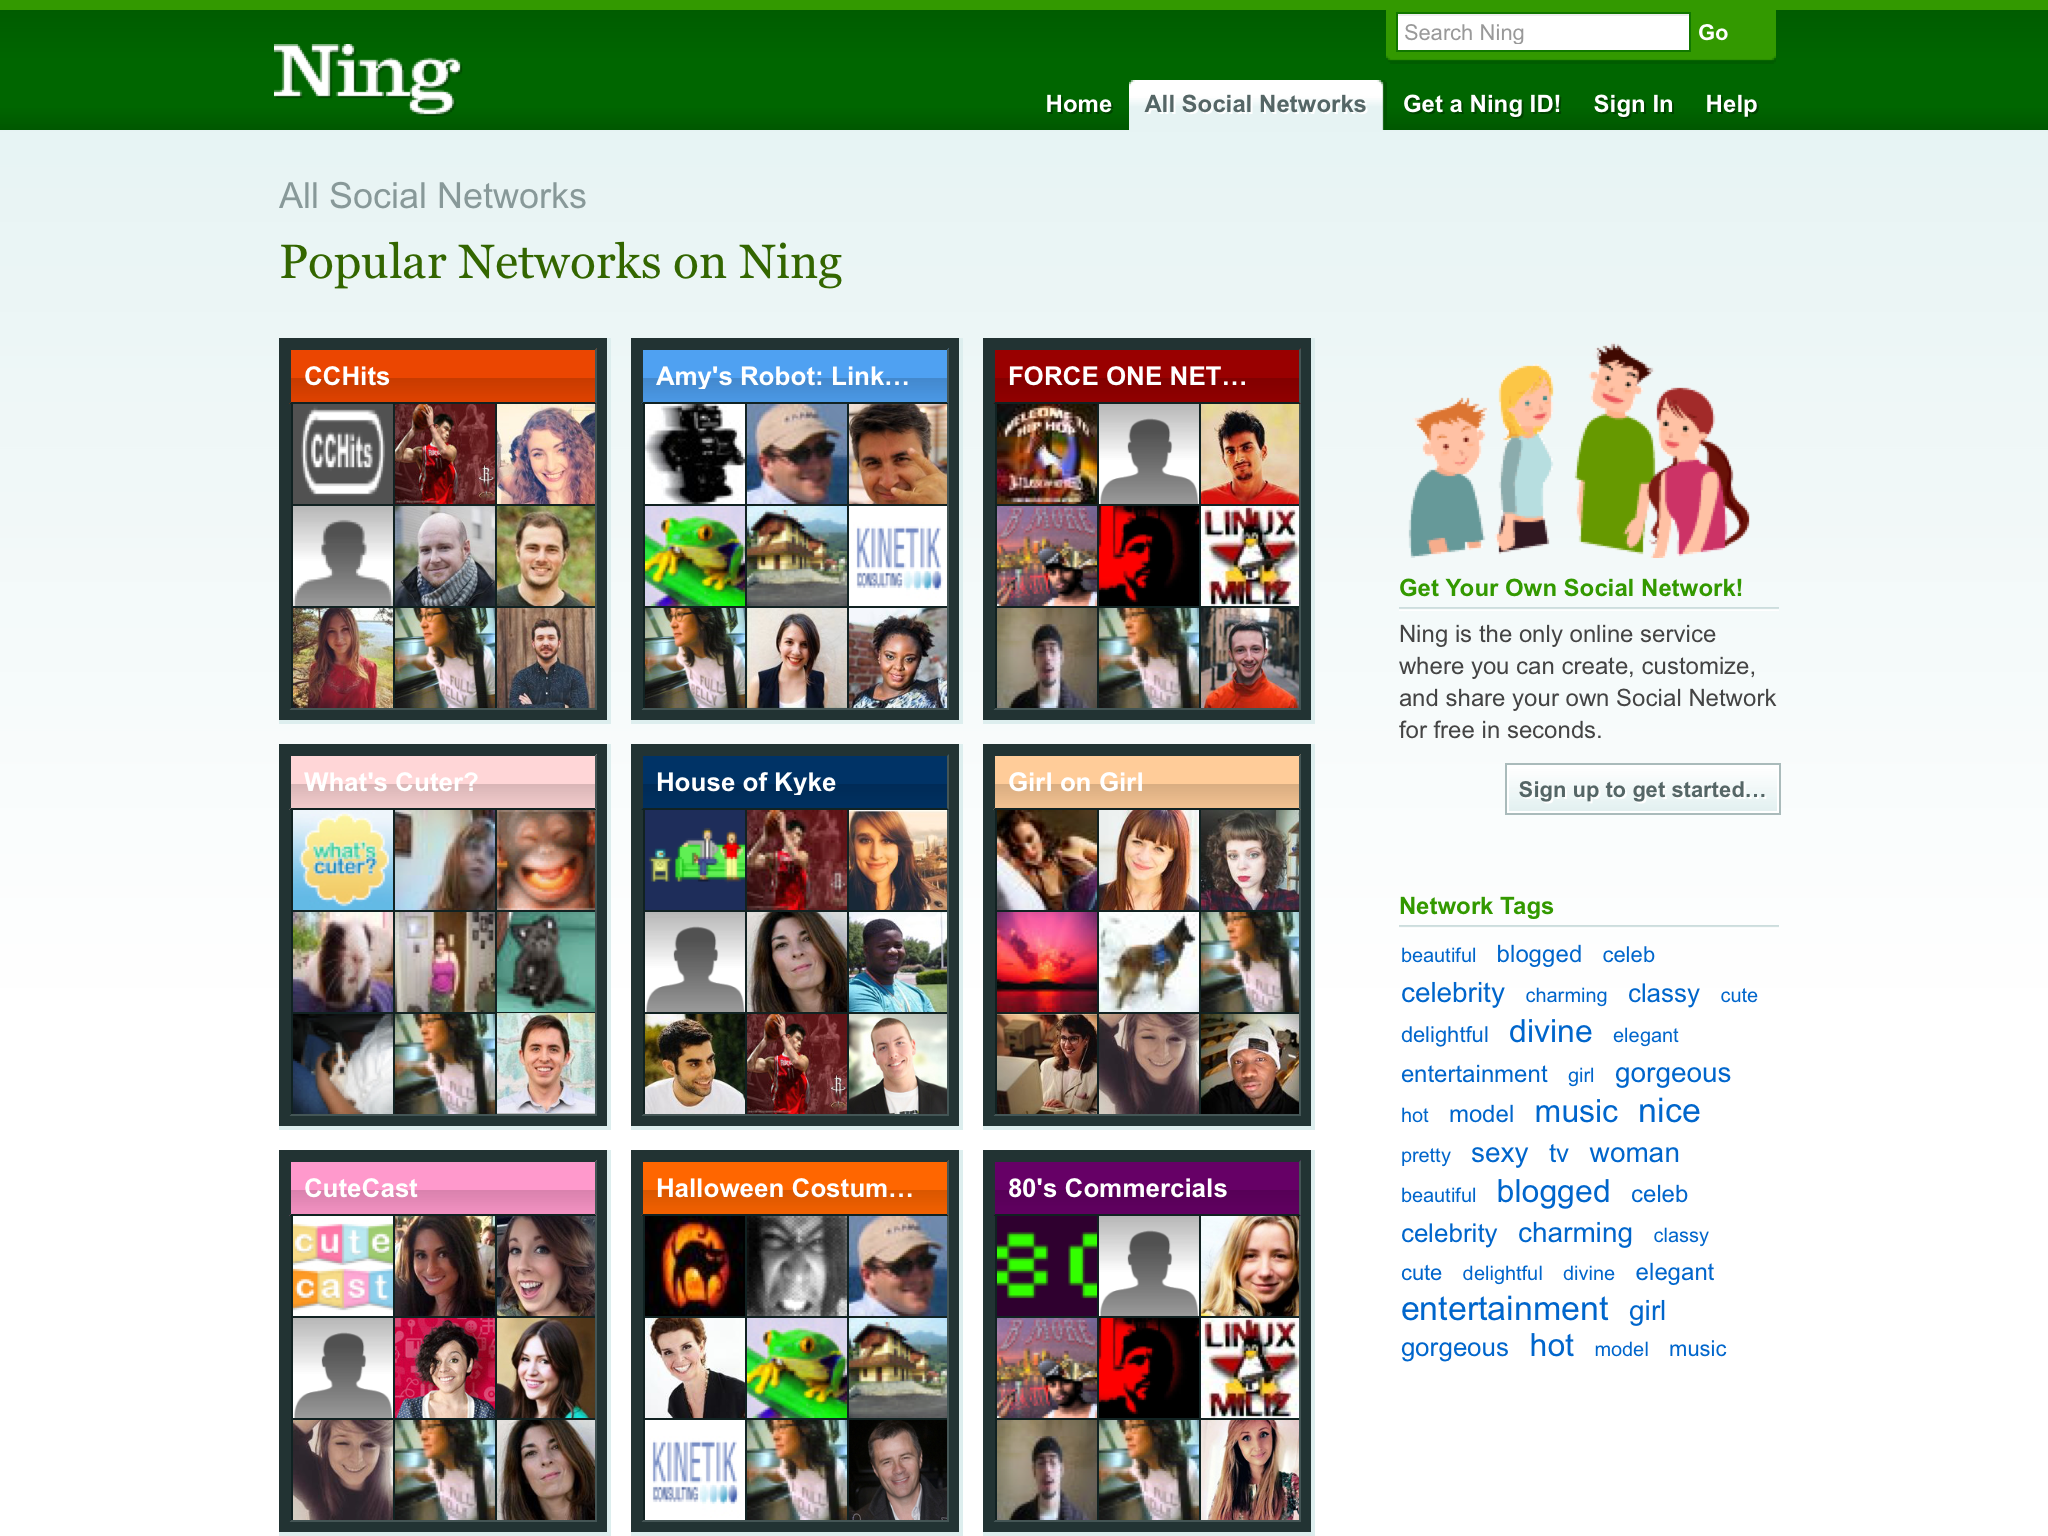 Search Ning
Go
Ning
Home
All Social Networks
Get a Ning ID!
Sign In
Help
All Social Networks
Popular Networks on Ning
CCHits
CCHits
Amy's Robot: Link...
KINETIK
CONSULTING
FORCE ONE NET...
WELCOME TO
HIP HOP
B MORE
LINUX
MILIZ
What's Cuter?
what's
cuter?
House of Kyke
Girl on Girl
CuteCast
cute
cast
Halloween Costum...
KINETIK
CONSULTING
80's Commercials
80
B MORE
LINUX
MILIZ
Get Your Own Social Network!
Ning is the only online service
where you can create, customize,
and share your own Social Network
for free in seconds.
Sign up to get started...
Network Tags
beautiful blogged celeb
celebrity charming classy cute
delightful divine elegant
entertainment girl gorgeous
hot model music nice
pretty sexy tv woman
beautiful blogged celeb
celebrity charming classy
cute delightful divine elegant
entertainment girl
gorgeous hot model music